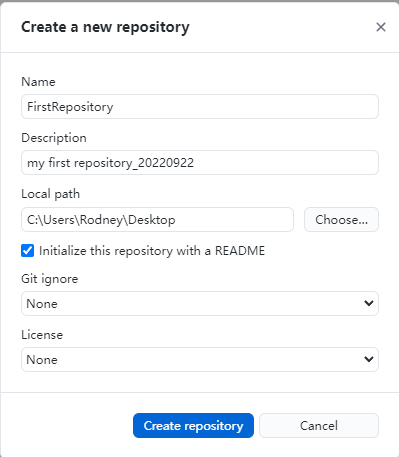 Create a new repository
Name
FirstRepository
Description
my first repository_20220922
Local path
C:\Users\Rodney\Desktop
Choose...
Initialize this repository with a README
Git ignore
None
License
None
Create repository
Cancel